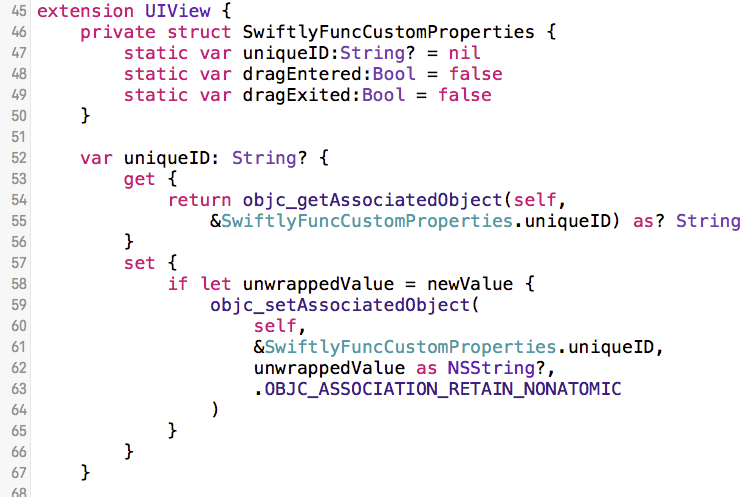 45 extension UIView {
46     private struct SwiftlyFuncCustomProperties {
47         static var uniqueID:String? = nil
48         static var dragEntered:Bool = false
49         static var dragExited:Bool = false
50     }
51
52     var uniqueID: String? {
53         get {
54             return objc_getAssociatedObject(self,
55                 &SwiftlyFuncCustomProperties.uniqueID) as? String
56         }
57         set {
58             if let unwrappedValue = newValue {
59                 objc_setAssociatedObject(
60                     self,
61                     &SwiftlyFuncCustomProperties.uniqueID,
62                     unwrappedValue as NSString?,
63                     .OBJC_ASSOCIATION_RETAIN_NONATOMIC
64                 )
65             }
66         }
67     }
68